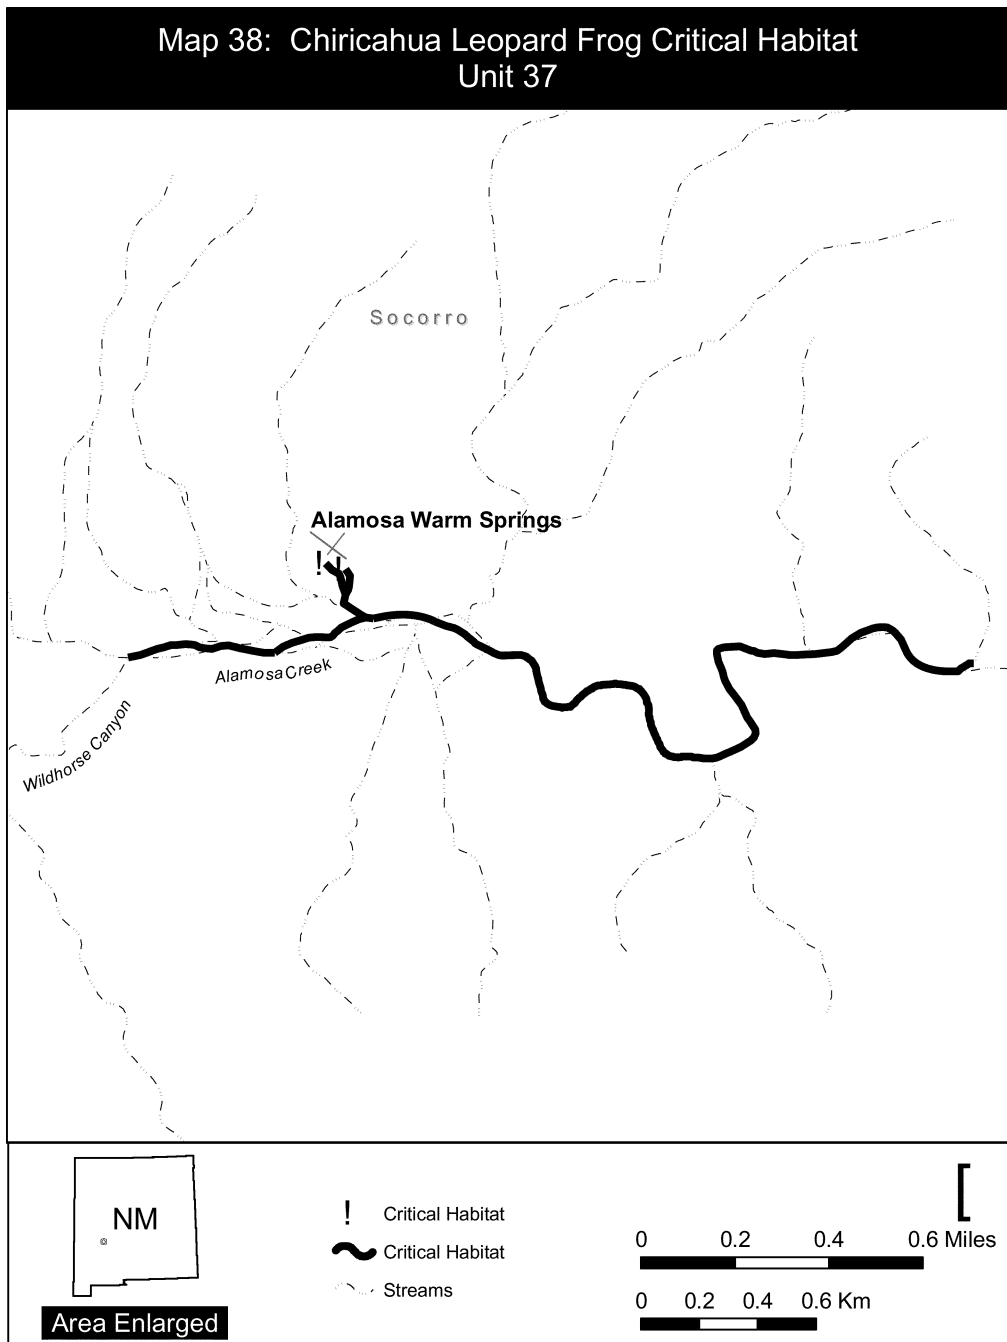 Map 38: Chiricahua Leopard Frog Critical Habitat
Unit 37
Socorro
Alamosa Warm Springs
!
!
Alamosa Creek
Wildhorse Canyon
NM
Area Enlarged
! Critical Habitat
Critical Habitat
Streams
[
0 0.2 0.4 0.6 Miles
0 0.2 0.4 0.6 Km